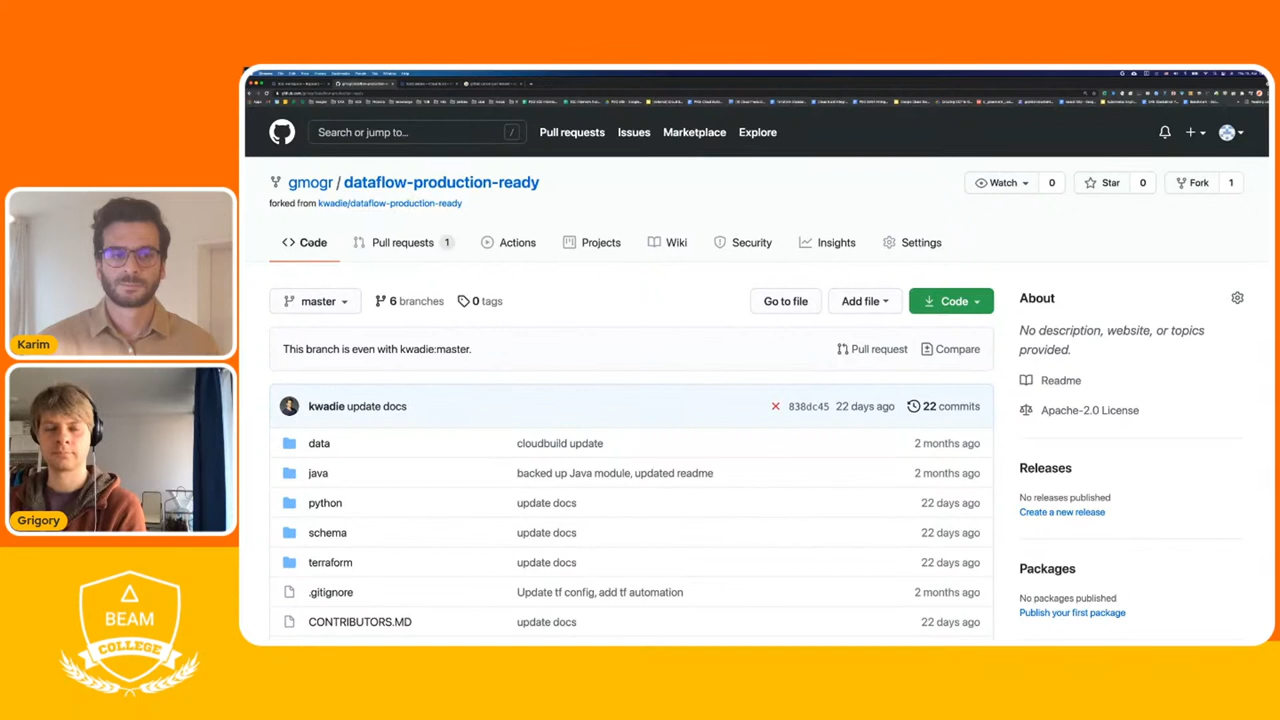 Search or jump to... /
Pull requests Issues Marketplace Explore
gmogr / dataflow-production-ready
forked from kwadie/dataflow-production-ready
Watch 0 Star 0 Fork 1
Code Pull requests 1 Actions Projects Wiki Security Insights Settings
master 6 branches 0 tags Go to file Add file Code
This branch is even with kwadie:master. Pull request Compare
kwadie update docs 838dc45 22 days ago 22 commits
data cloudbuild update 2 months ago
java backed up Java module, updated readme 2 months ago
python update docs 22 days ago
schema update docs 22 days ago
terraform update docs 22 days ago
.gitignore Update tf config, add tf automation 2 months ago
CONTRIBUTORS.MD update docs 22 days ago
About
No description, website, or topics
provided.
Readme
Apache-2.0 License
Releases
No releases published
Create a new release
Packages
No packages published
Publish your first package
Karim
Grigory
BEAM
COLLEGE